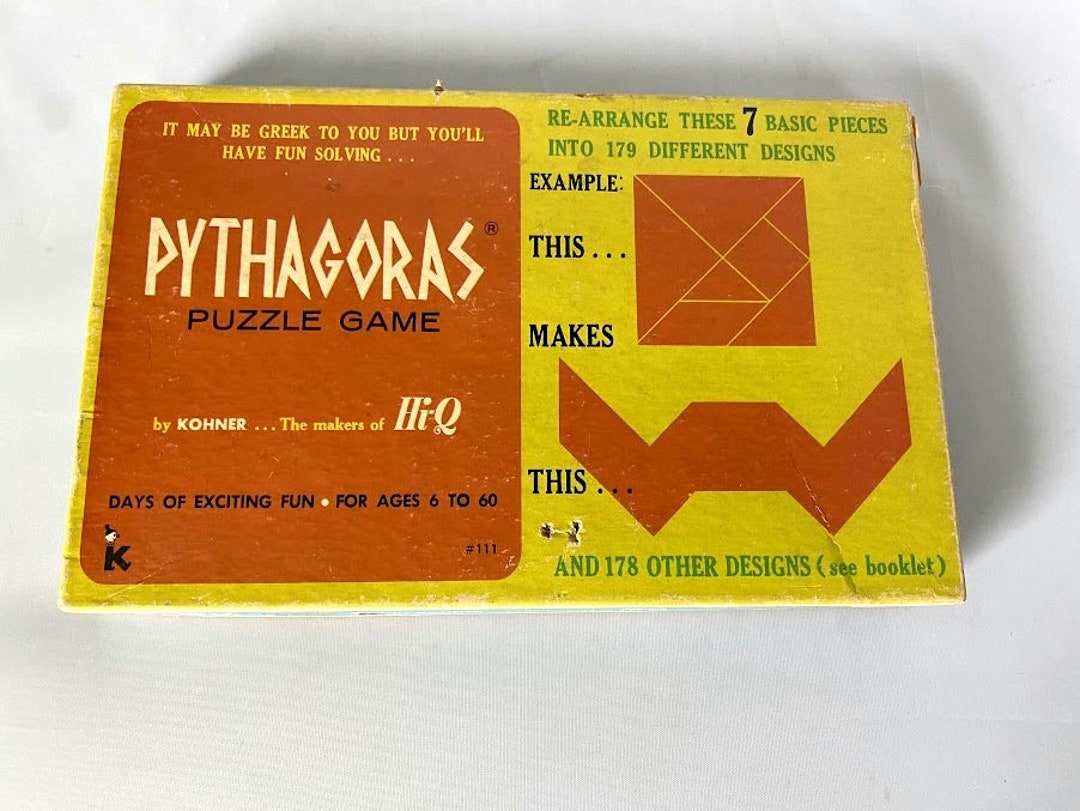 IT MAY BE GREEK TO YOU BUT YOU'LL
HAVE FUN SOLVING...
PYTHAGORAS®
PUZZLE GAME
by KOHNER ... The makers of Hi-Q
DAYS OF EXCITING FUN • FOR AGES 6 TO 60
K
#111
RE-ARRANGE THESE 7 BASIC PIECES
INTO 179 DIFFERENT DESIGNS
EXAMPLE:
THIS...
MAKES
THIS...
AND 178 OTHER DESIGNS (see booklet)